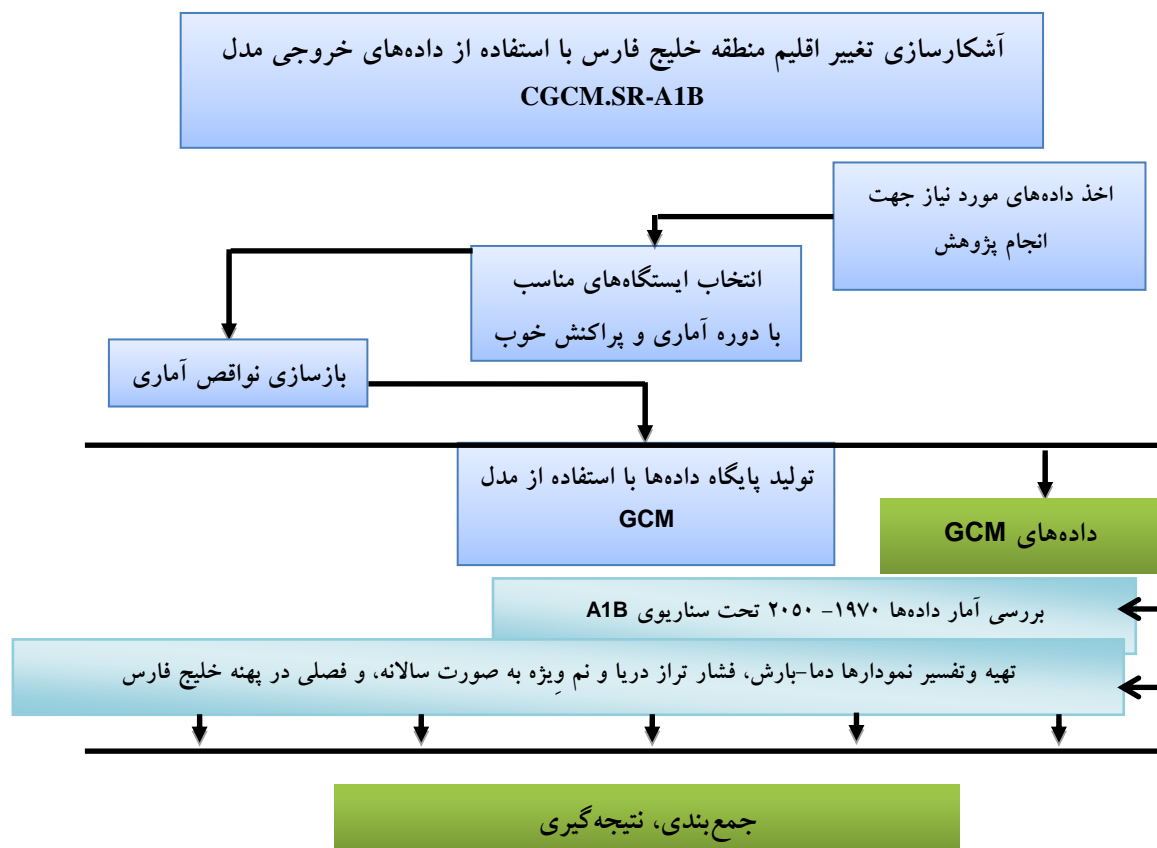 آشکارسازی تغییر اقلیم منطقه خلیج فارس با استفاده از داده‌های خروجی مدل
CGCM.SR-A1B
اخذ داده‌های مورد نیاز جهت
انجام پژوهش
انتخاب ایستگاه‌های مناسب
با دوره آماری و پراکنش خوب
بازسازی نواقص آماری
تولید پایگاه داده‌ها با استفاده از مدل
GCM
داده‌های GCM
بررسی آمار داده‌ها ۱۹۷۰- ۲۰۵۰ تحت سناریوی A1B
تهیه وتفسیر نمودارها دما-بارش، فشار تراز دریا و نم وِیژه به صورت سالانه، و فصلی در پهنه خلیج فارس
جمع‌بندی، نتیجه‌گیری